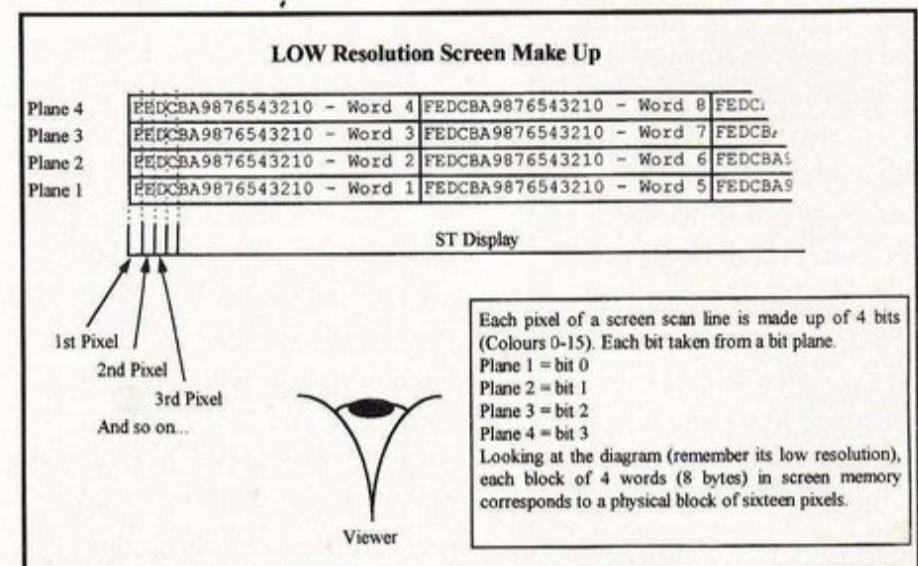 LOW Resolution Screen Make Up
Plane 4 FEDCBA9876543210 - Word 4 FEDCBA9876543210 - Word 8 FEDC
Plane 3 FEDCBA9876543210 - Word 3 FEDCBA9876543210 - Word 7 FEDCB
Plane 2 FEDCBA9876543210 - Word 2 FEDCBA9876543210 - Word 6 FEDCBA9
Plane 1 FEDCBA9876543210 - Word 1 FEDCBA9876543210 - Word 5 FEDCBA9
ST Display
1st Pixel
2nd Pixel
3rd Pixel
And so on...
Viewer
Each pixel of a screen scan line is made up of 4 bits
(Colours 0-15). Each bit taken from a bit plane.
Plane 1 = bit 0
Plane 2 = bit 1
Plane 3 = bit 2
Plane 4 = bit 3
Looking at the diagram (remember its low resolution),
each block of 4 words (8 bytes) in screen memory
corresponds to a physical block of sixteen pixels.